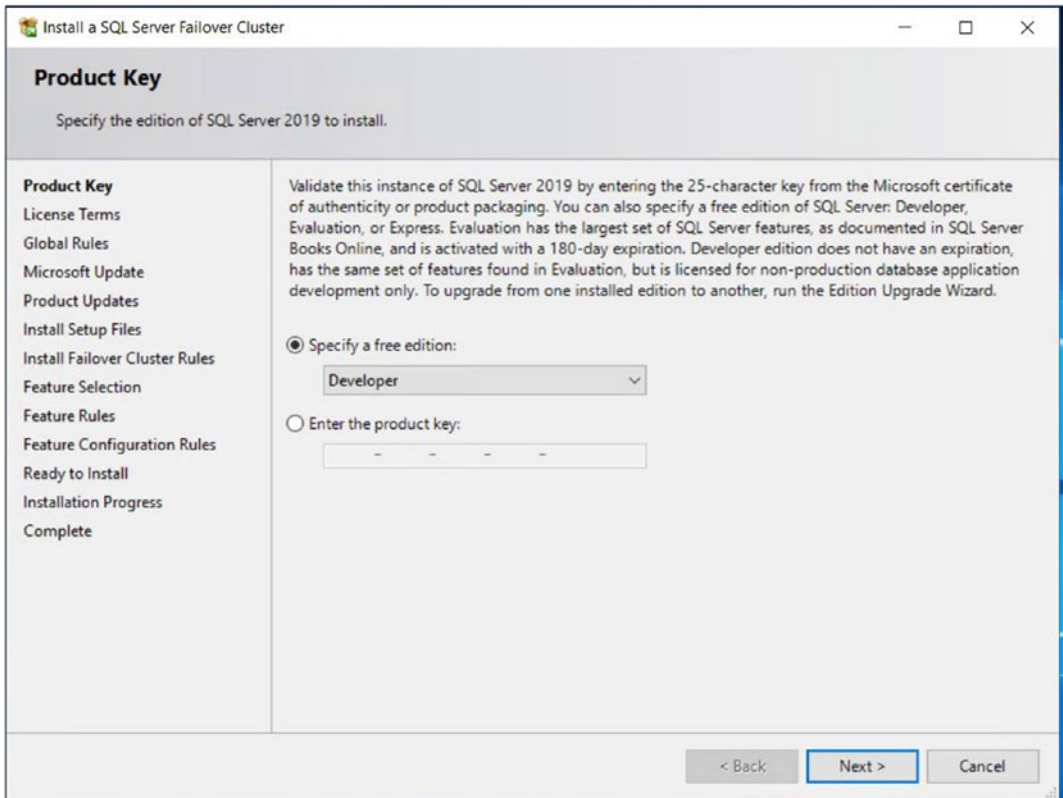 Install a SQL Server Failover Cluster
Product Key
Specify the edition of SQL Server 2019 to install.
Product Key
License Terms
Global Rules
Microsoft Update
Product Updates
Install Setup Files
Install Failover Cluster Rules
Feature Selection
Feature Rules
Feature Configuration Rules
Ready to Install
Installation Progress
Complete
Validate this instance of SQL Server 2019 by entering the 25-character key from the Microsoft certificate
of authenticity or product packaging. You can also specify a free edition of SQL Server: Developer,
Evaluation, or Express. Evaluation has the largest set of SQL Server features, as documented in SQL Server
Books Online, and is activated with a 180-day expiration. Developer edition does not have an expiration,
has the same set of features found in Evaluation, but is licensed for non-production database application
development only. To upgrade from one installed edition to another, run the Edition Upgrade Wizard.
Specify a free edition:
Developer
Enter the product key:
- - - -
< Back Next > Cancel